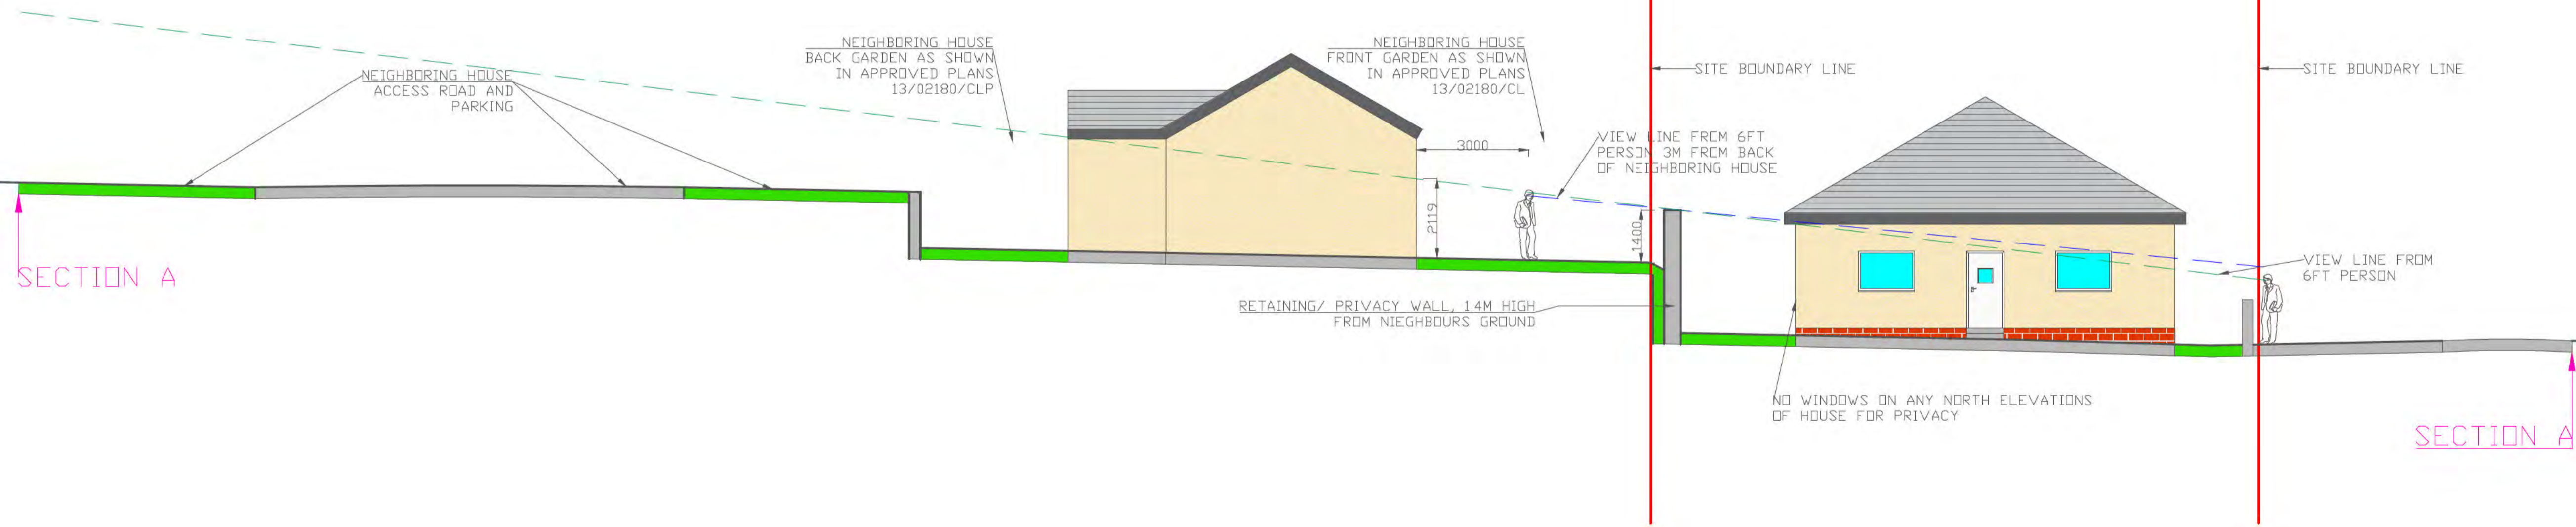 NEIGHBORING HOUSE
ACCESS ROAD AND
PARKING
NEIGHBORING HOUSE
BACK GARDEN AS SHOWN
IN APPROVED PLANS
13/02180/CLP
NEIGHBORING HOUSE
FRONT GARDEN AS SHOWN
IN APPROVED PLANS
13/02180/CL
SITE BOUNDARY LINE
SITE BOUNDARY LINE
3000
VIEW LINE FROM 6FT
PERSON 3M FROM BACK
OF NEIGHBORING HOUSE
2119
1400
VIEW LINE FROM
6FT PERSON
SECTION A
RETAINING/ PRIVACY WALL, 1.4M HIGH
FROM NIEGHBOURS GROUND
NO WINDOWS ON ANY NORTH ELEVATIONS
OF HOUSE FOR PRIVACY
SECTION A